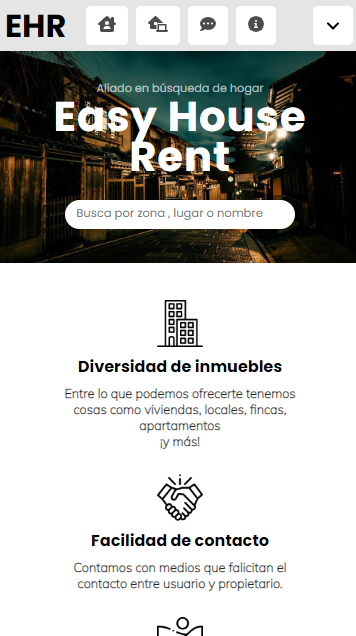 EHR
Aliado en búsqueda de hogar
Easy House
Rent
Busca por zona , lugar o nombre
Diversidad de inmuebles
Entre lo que podemos ofrecerte tenemos
cosas como viviendas, locales, fincas,
apartamentos
¡y más!
Facilidad de contacto
Contamos con medios que falicitan el
contacto entre usuario y propietario.